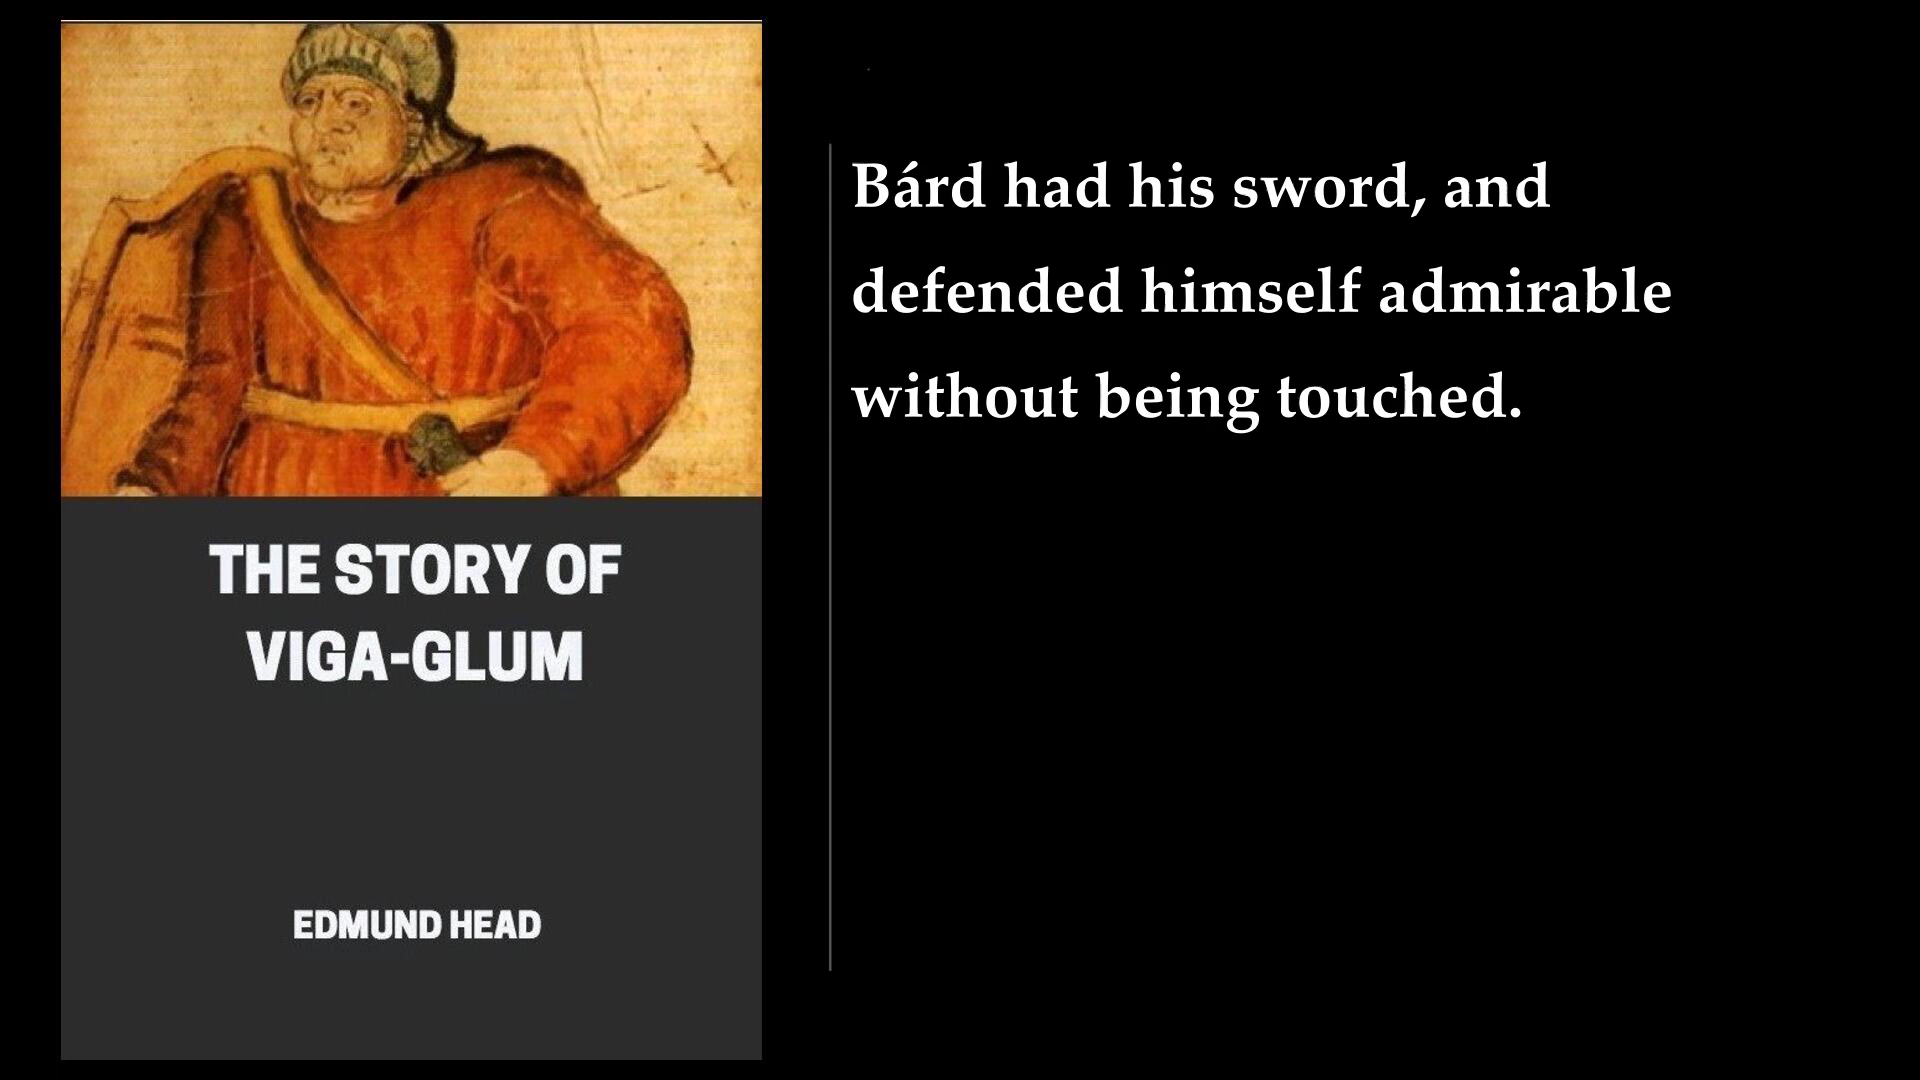 THE STORY OF
VIGA-GLUM
EDMUND HEAD
Bárd had his sword, and
defended himself admirable
without being touched.